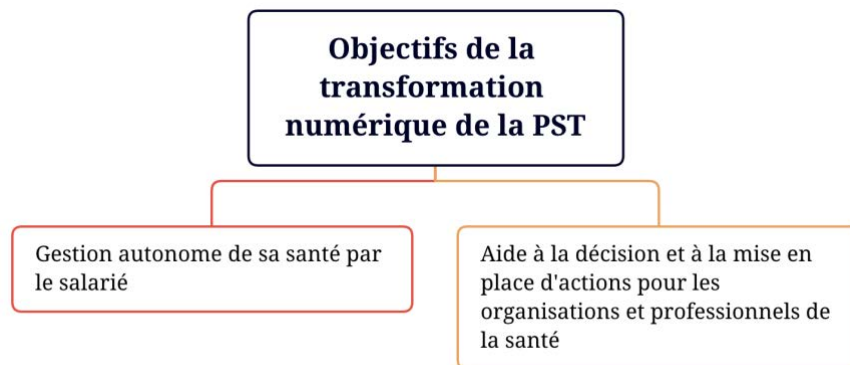 Objectifs de la
transformation
numérique de la PST
Gestion autonome de sa santé par
le salarié
Aide à la décision et à la mise en
place d'actions pour les
organisations et professionnels de
la santé